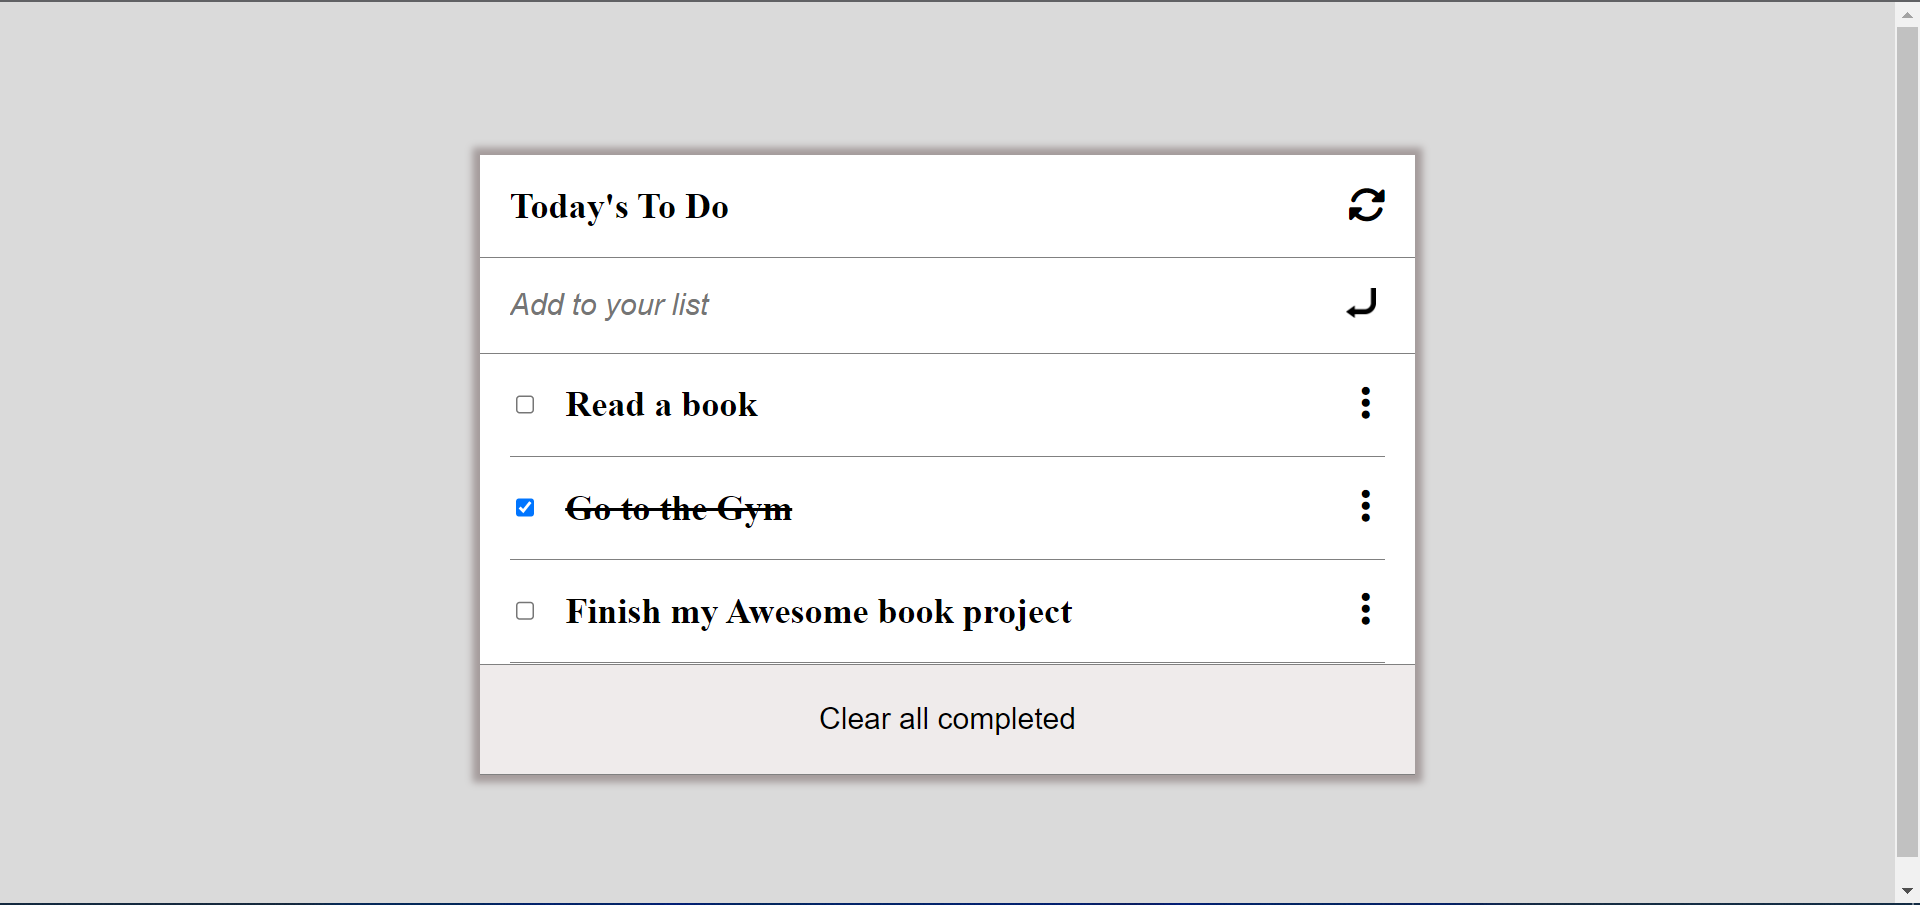 Today's To Do
Add to your list
Read a book
Go to the Gym
Finish my Awesome book project
Clear all completed